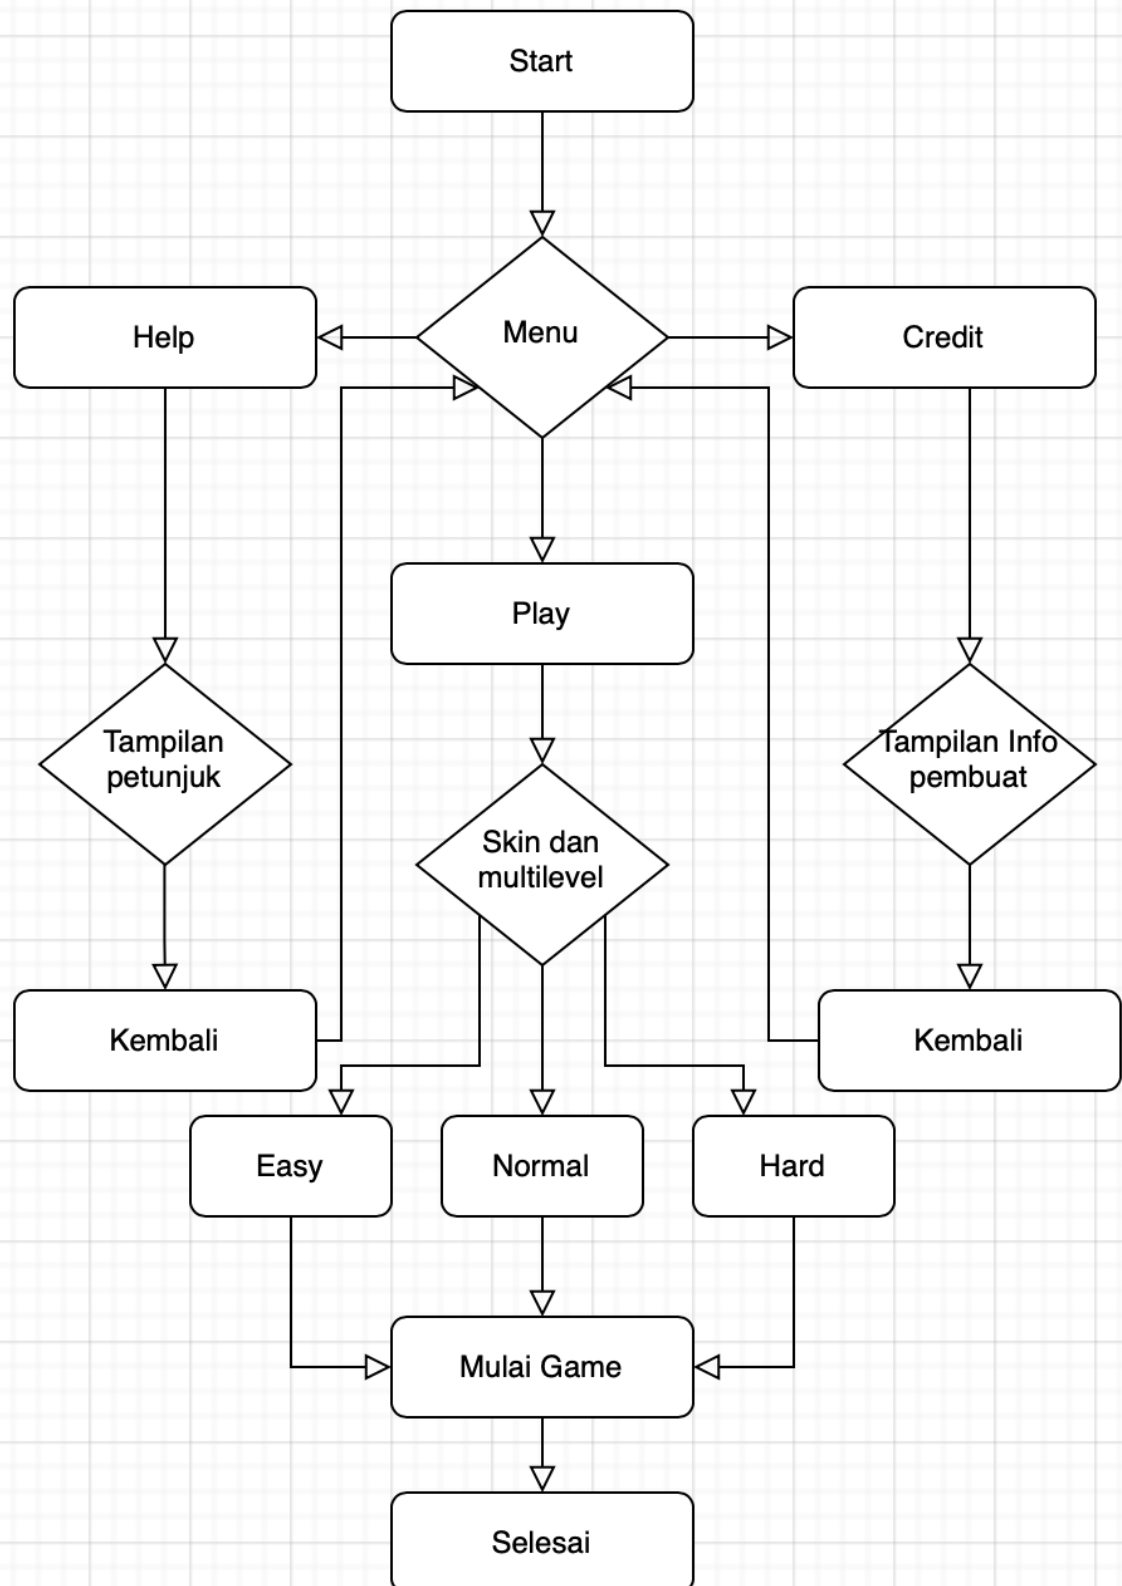 Start
Help
Menu
Credit
Play
Tampilan
petunjuk
Tampilan Info
pembuat
Skin dan
multilevel
Kembali
Kembali
Easy
Normal
Hard
Mulai Game
Selesai